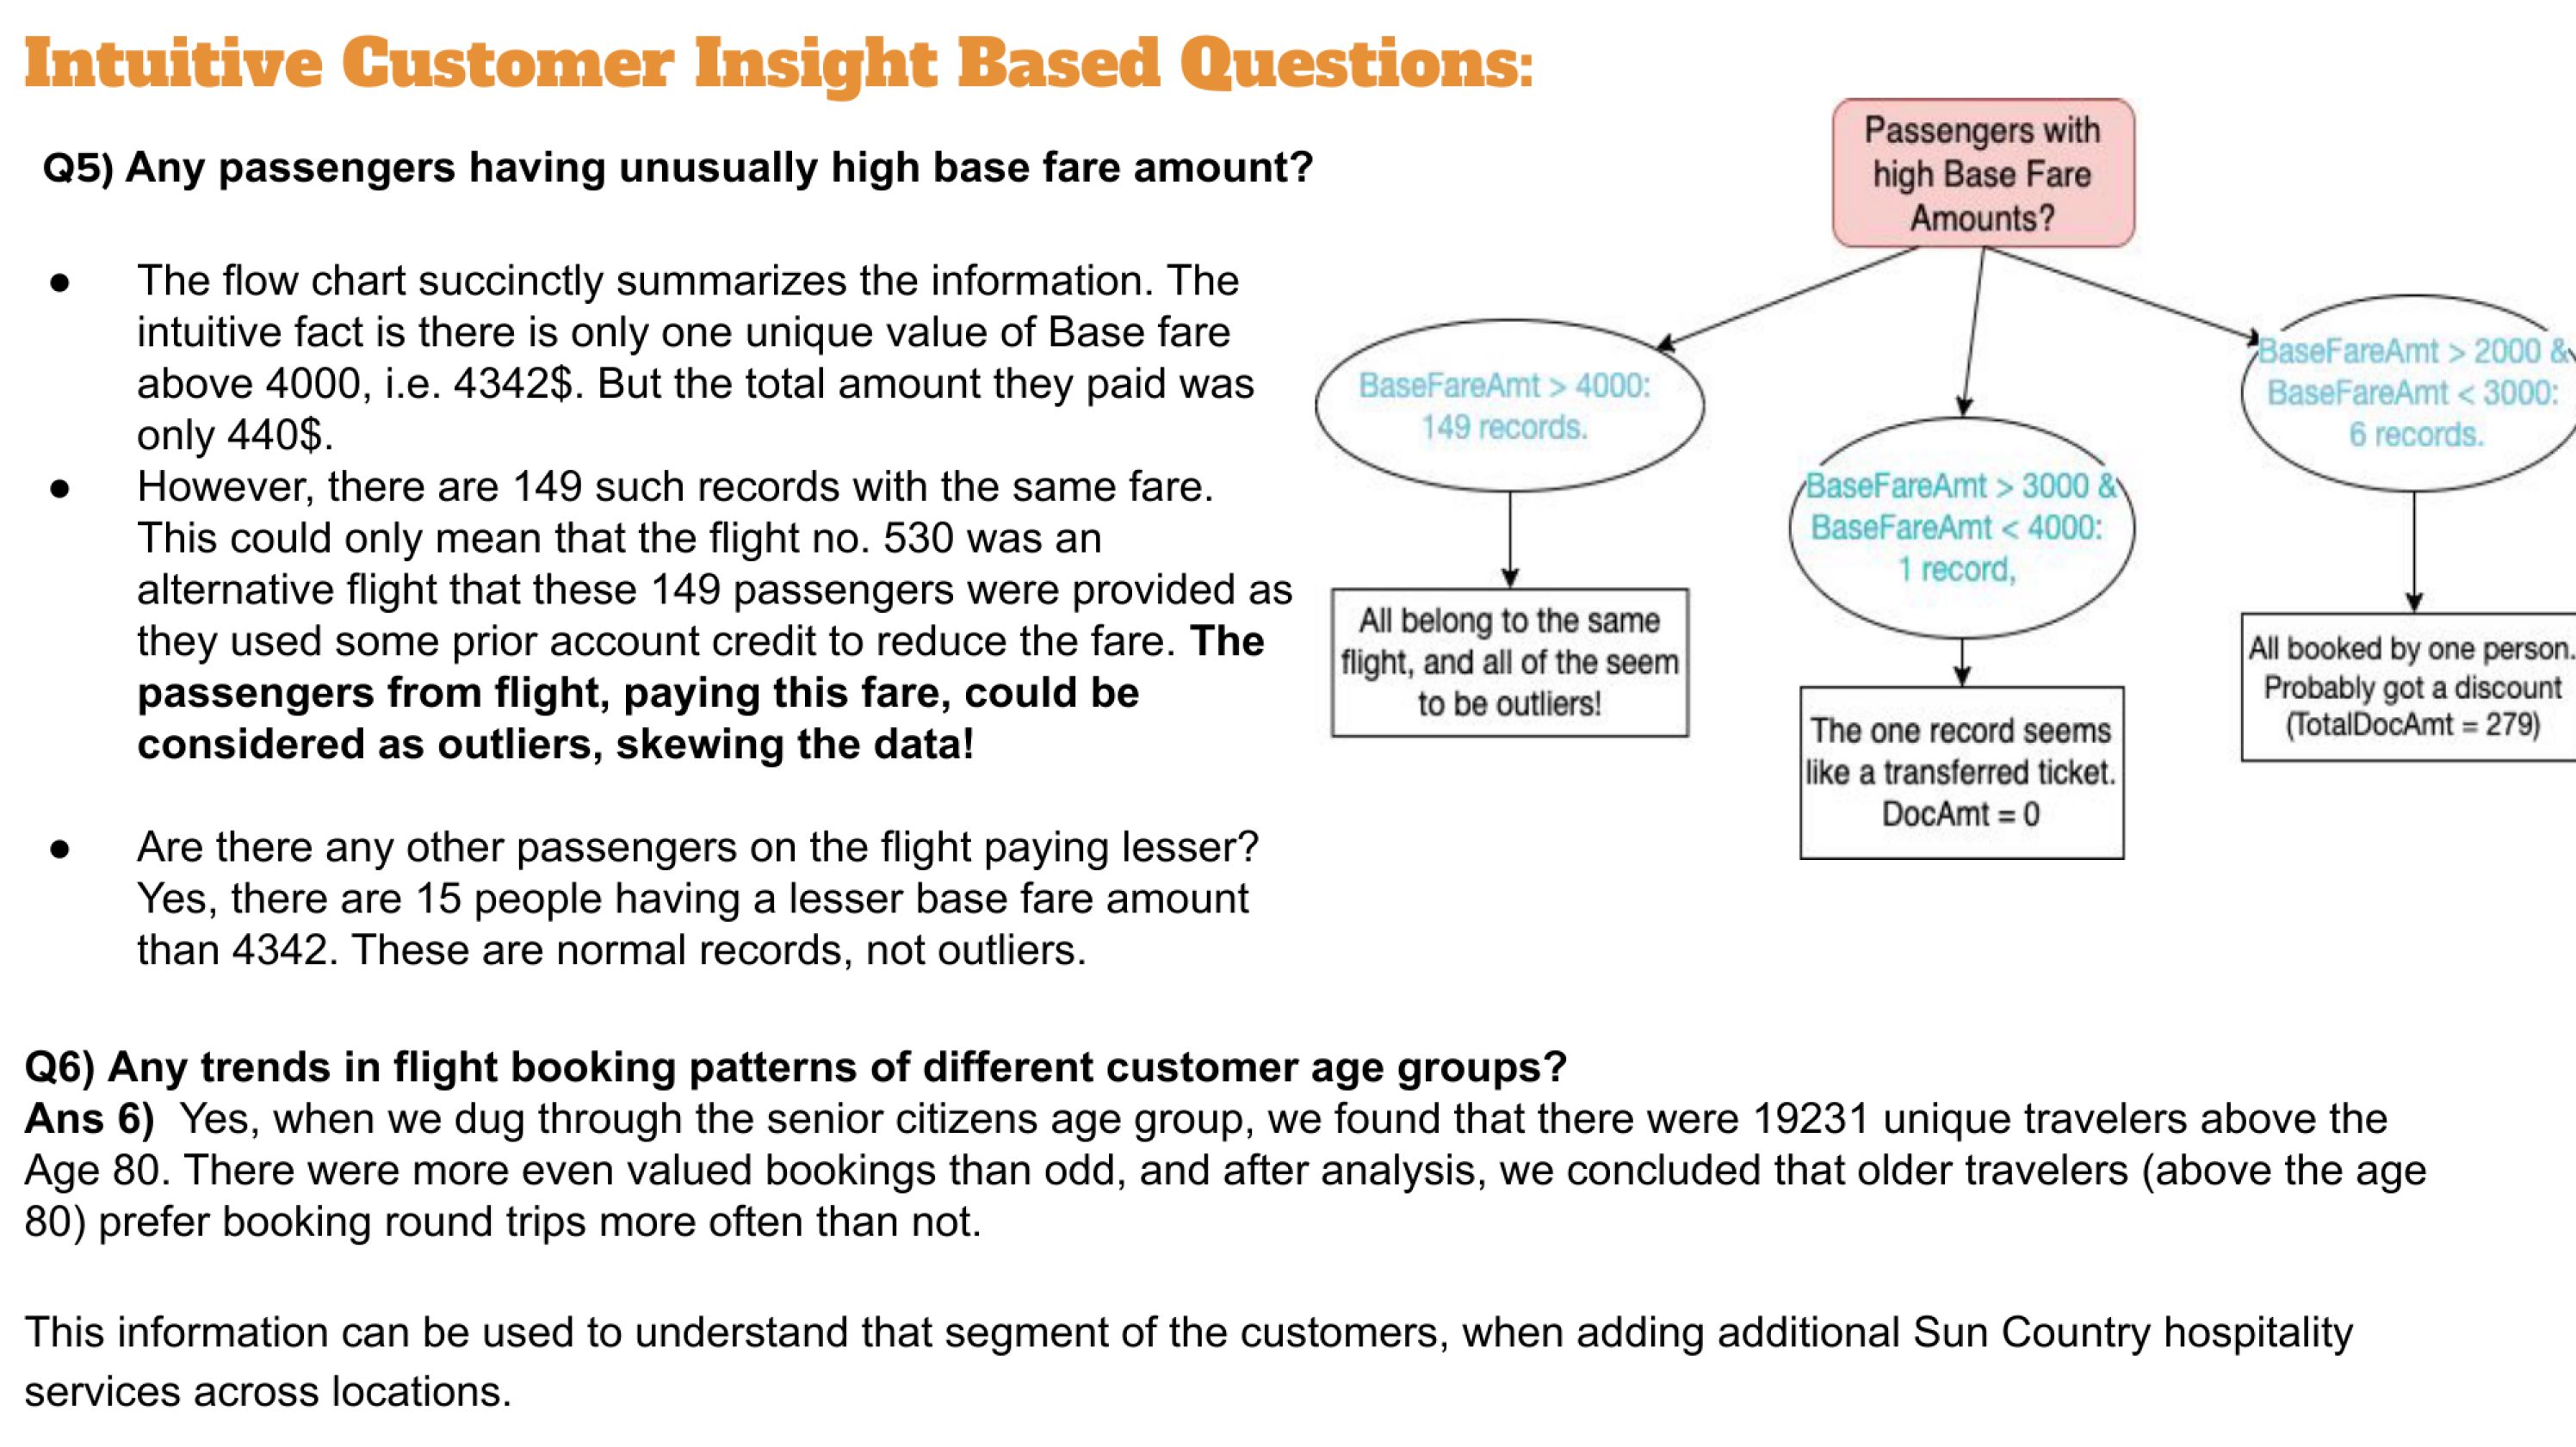 Intuitive Customer Insight Based Questions:
Q5) Any passengers having unusually high base fare amount?
● The flow chart succinctly summarizes the information. The
intuitive fact is there is only one unique value of Base fare
above 4000, i.e. 4342$. But the total amount they paid was
only 440$.
● However, there are 149 such records with the same fare.
This could only mean that the flight no. 530 was an
alternative flight that these 149 passengers were provided as
they used some prior account credit to reduce the fare. The
passengers from flight, paying this fare, could be
considered as outliers, skewing the data!
● Are there any other passengers on the flight paying lesser?
Yes, there are 15 people having a lesser base fare amount
than 4342. These are normal records, not outliers.
Passengers with
high Base Fare
Amounts?
BaseFareAmt > 4000:
149 records.
All belong to the same
flight, and all of the seem
to be outliers!
BaseFareAmt > 3000 &
BaseFareAmt < 4000:
1 record,
The one record seems
like a transferred ticket.
DocAmt = 0
BaseFareAmt > 2000 &
BaseFareAmt < 3000:
6 records.
All booked by one person.
Probably got a discount
(TotalDocAmt = 279)
Q6) Any trends in flight booking patterns of different customer age groups?
Ans 6) Yes, when we dug through the senior citizens age group, we found that there were 19231 unique travelers above the
Age 80. There were more even valued bookings than odd, and after analysis, we concluded that older travelers (above the age
80) prefer booking round trips more often than not.
This information can be used to understand that segment of the customers, when adding additional Sun Country hospitality
services across locations.